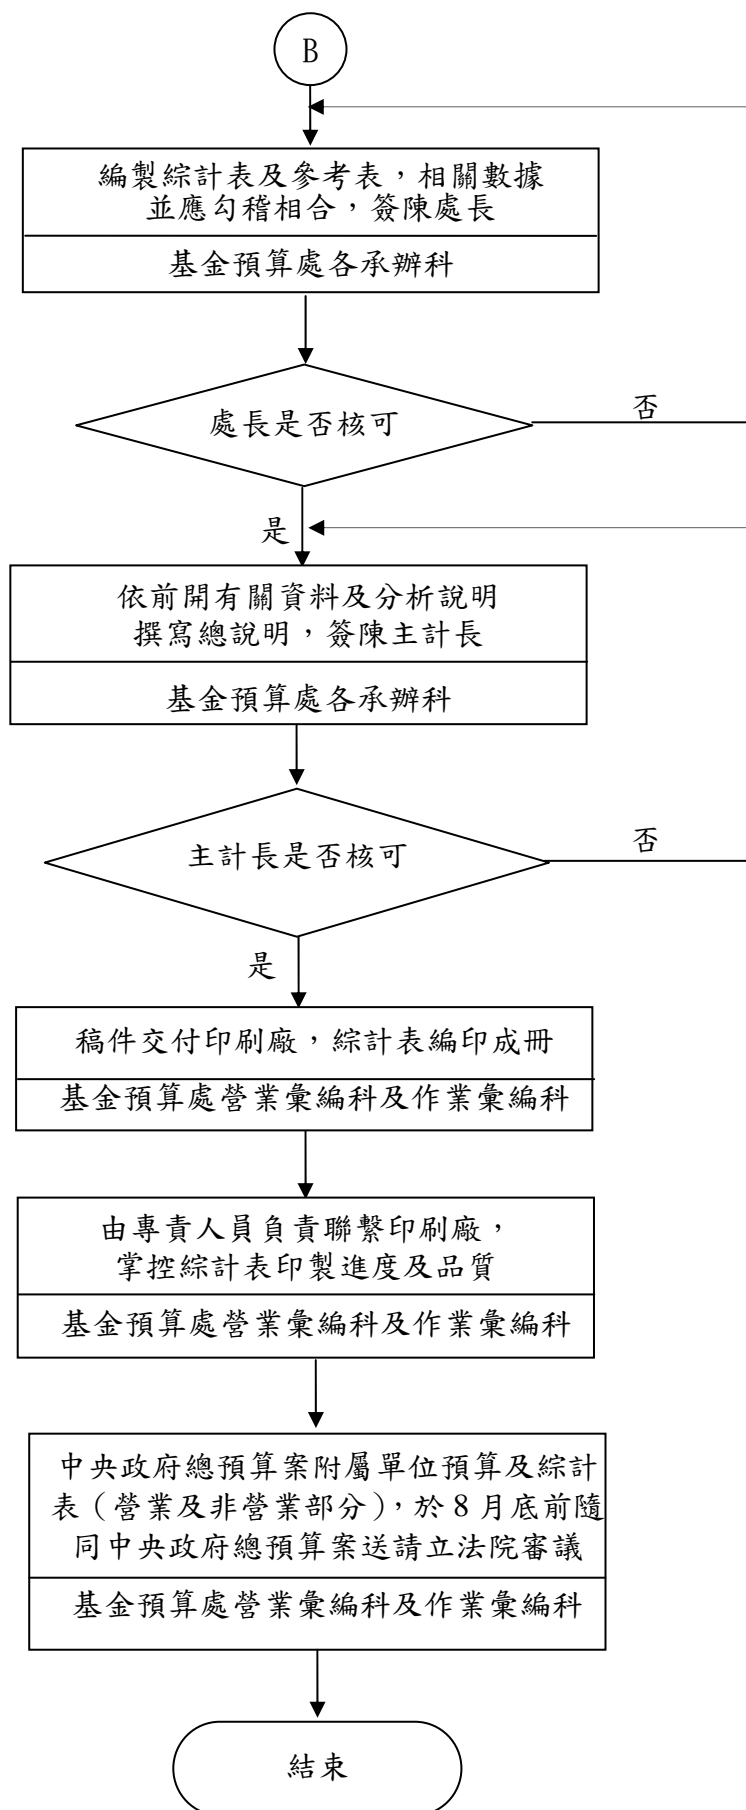 B
編製綜計表及參考表，相關數據
並應勾稽相合，簽陳處長
基金預算處各承辦科
處長是否核可
否
是
依前開有關資料及分析說明
撰寫總說明，簽陳主計長
基金預算處各承辦科
主計長是否核可
否
是
稿件交付印刷廠，綜計表編印成冊
基金預算處營業彙編科及作業彙編科
由專責人員負責聯繫印刷廠，
掌控綜計表印製進度及品質
基金預算處營業彙編科及作業彙編科
中央政府總預算案附屬單位預算及綜計
表（營業及非營業部分），於 8 月底前隨
同中央政府總預算案送請立法院審議
基金預算處營業彙編科及作業彙編科
結束